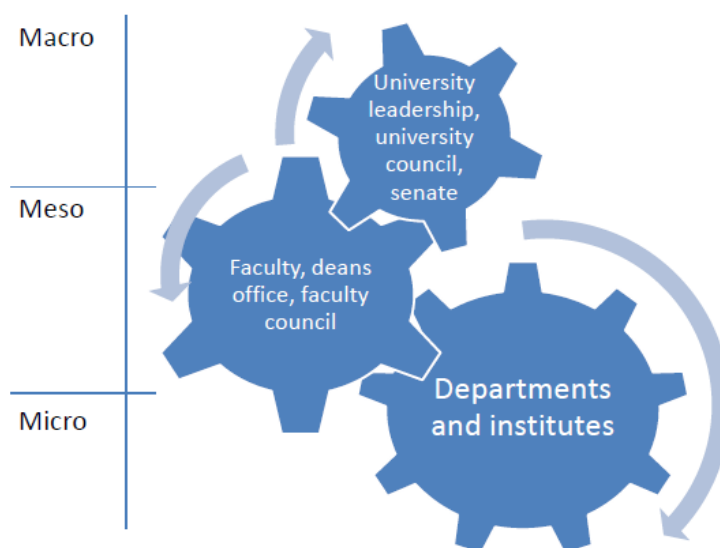 Macro
University
leadership,
university
council,
senate
Meso
Faculty, deans
office, faculty
council
Departments
and institutes
Micro